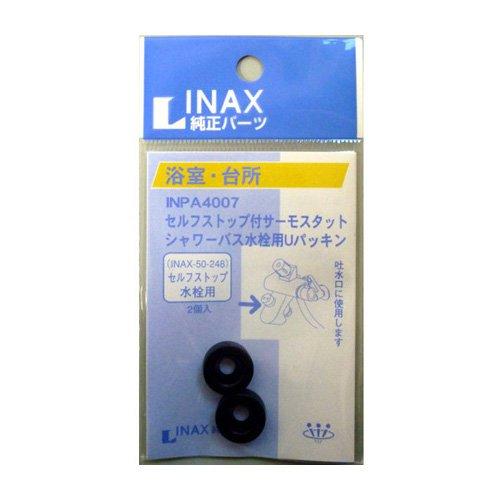 INAX
純正パーツ
浴室・台所
INPA4007
セルフストップ付サーモスタット
シャワーバス水栓用Uパッキン
(INAX-50-248)
セルフストップ
水栓用
2個入
吐水口に使用します
INAX 純